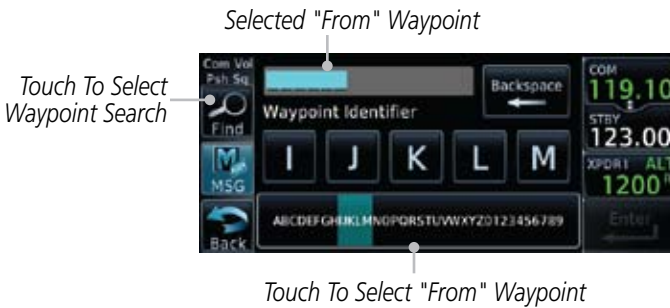 Selected "From" Waypoint
Touch To Select
Waypoint Search
Com Vol
Psh Sq
Find
Backspace
Waypoint Identifier
I J K L M
MSG
ABCDEFGHIJKLMNOPQRSTUVWXYZ0123456789
Back
COM
119.10
STBY
123.00
XPDR1 ALT
1200 R
Enter
Touch To Select "From" Waypoint